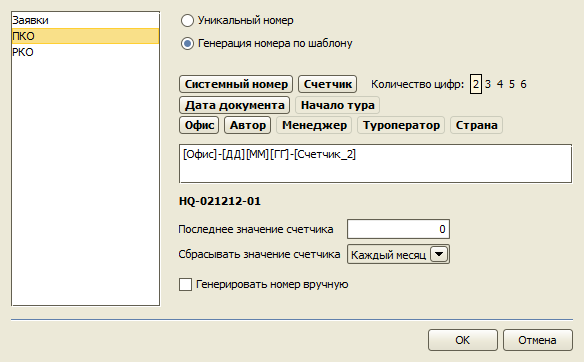 Заявки
ПКО
РКО
Уникальный номер
Генерация номера по шаблону
Системный номер Счетчик Количество цифр: 2 3 4 5 6
Дата документа Начало тура
Офис Автор Менеджер Туроператор Страна
[Офис]-[ДД][ММ][ГГ]-[Счетчик_2]
HQ-021212-01
Последнее значение счетчика 0
Сбрасывать значение счетчика Каждый месяц
Генерировать номер вручную
OK Отмена